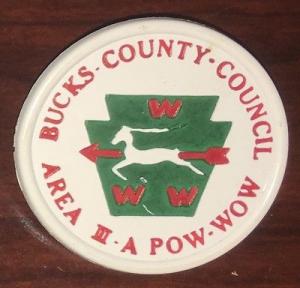 BUCKS-COUNTY-COUNCIL
W
W W
AREA III-A POW-WOW